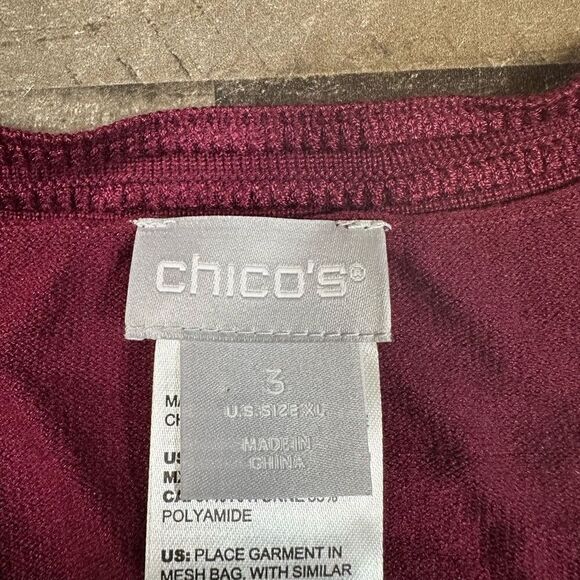 chico's®
3
U.S. SIZE XL
MADE IN
CHINA
POLYAMIDE
US: PLACE GARMENT IN
MESH BAG, WITH SIMILAR